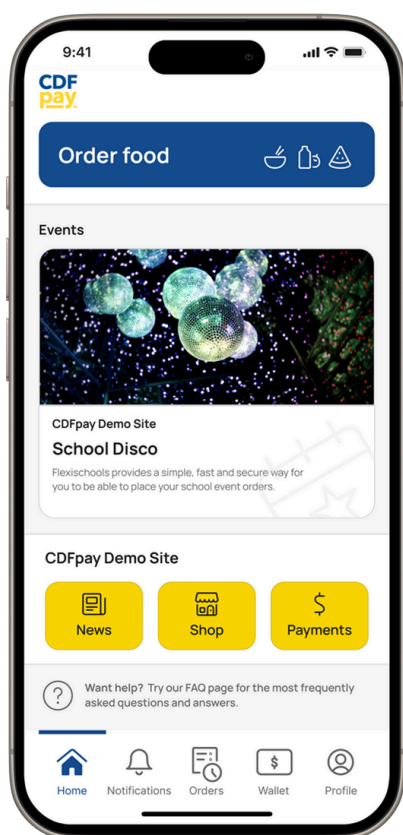 9:41
CDF
pay
Order food
Events
CDFpay Demo Site
School Disco
Flexischools provides a simple, fast and secure way for
you to be able to place your school event orders.
CDFpay Demo Site
News Shop Payments
Want help? Try our FAQ page for the most frequently
asked questions and answers.
Home Notifications Orders Wallet Profile